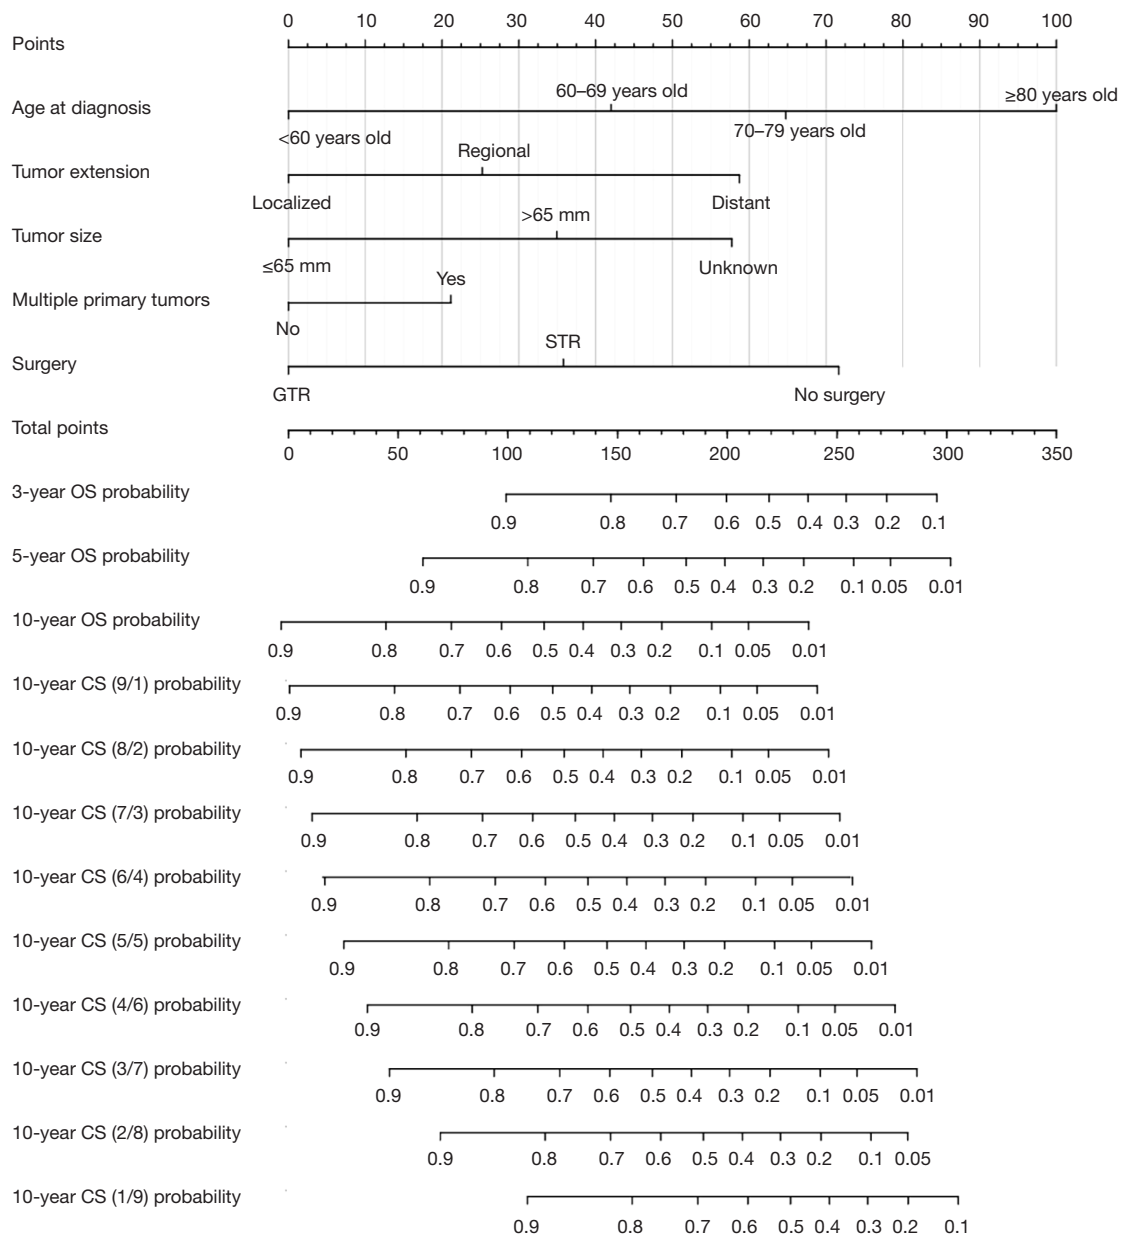 0 10 20 30 40 50 60 70 80 90 100
Points
60–69 years old ≥80 years old
Age at diagnosis
<60 years old 70–79 years old
Regional
Tumor extension
Localized Distant
>65 mm
Tumor size
≤65 mm Unknown
Yes
Multiple primary tumors
No
STR
Surgery
GTR No surgery
Total points
0 50 100 150 200 250 300 350
3-year OS probability
0.9 0.8 0.7 0.6 0.5 0.4 0.3 0.2 0.1
5-year OS probability
0.9 0.8 0.7 0.6 0.5 0.4 0.3 0.2 0.1 0.05 0.01
10-year OS probability
0.9 0.8 0.7 0.6 0.5 0.4 0.3 0.2 0.1 0.05 0.01
10-year CS (9/1) probability
0.9 0.8 0.7 0.6 0.5 0.4 0.3 0.2 0.1 0.05 0.01
10-year CS (8/2) probability
0.9 0.8 0.7 0.6 0.5 0.4 0.3 0.2 0.1 0.05 0.01
10-year CS (7/3) probability
0.9 0.8 0.7 0.6 0.5 0.4 0.3 0.2 0.1 0.05 0.01
10-year CS (6/4) probability
0.9 0.8 0.7 0.6 0.5 0.4 0.3 0.2 0.1 0.05 0.01
10-year CS (5/5) probability
0.9 0.8 0.7 0.6 0.5 0.4 0.3 0.2 0.1 0.05 0.01
10-year CS (4/6) probability
0.9 0.8 0.7 0.6 0.5 0.4 0.3 0.2 0.1 0.05 0.01
10-year CS (3/7) probability
0.9 0.8 0.7 0.6 0.5 0.4 0.3 0.2 0.1 0.05 0.01
10-year CS (2/8) probability
0.9 0.8 0.7 0.6 0.5 0.4 0.3 0.2 0.1 0.05
10-year CS (1/9) probability
0.9 0.8 0.7 0.6 0.5 0.4 0.3 0.2 0.1